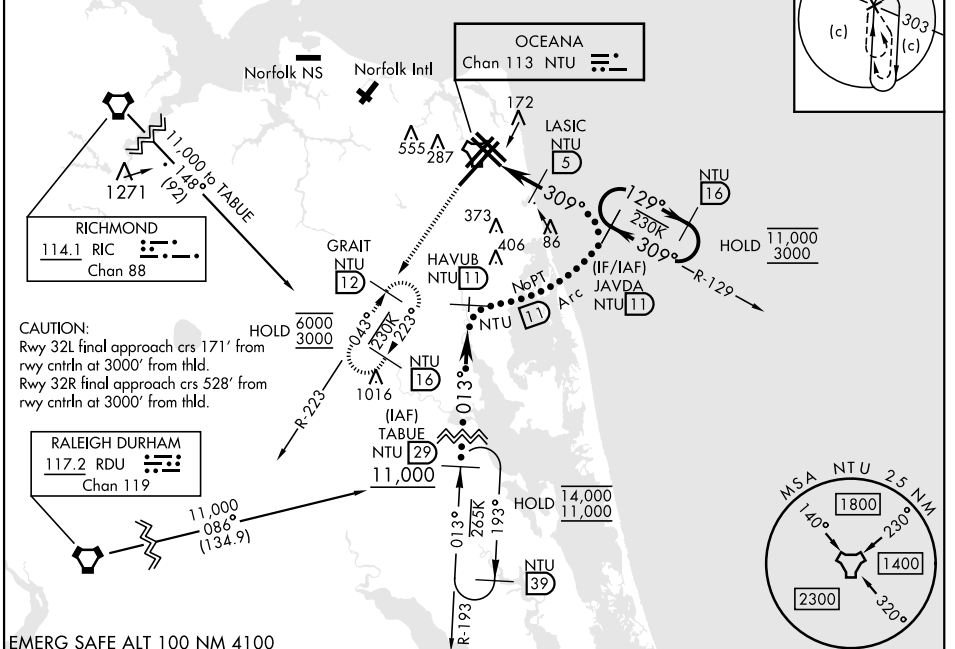 303
(c)
(c)
OCEANA
Chan 113 NTU
Norfolk NS
Norfolk Intl
172
555
287
LASIC
NTU
5
11,000 to TABUE
148°
(92)
1271
309°
129°
230K
309°
NTU
16
RICHMOND
114.1 RIC
Chan 88
373
406
86
HOLD 11,000
3000
GRAIT
NTU
12
HAVUB
NTU 11
(IF/IAF)
JAVDA
NTU 11
R-129
NoPT
NTU 11 Arc
CAUTION:
Rwy 32L final approach crs 171' from
rwy cntrln at 3000' from thld.
Rwy 32R final approach crs 528' from
rwy cntrln at 3000' from thld.
HOLD 6000
3000
043°
230K
223°
NTU
16
1016
R-223
013°
(IAF)
TABUE
NTU 29
11,000
RALEIGH DURHAM
117.2 RDU
Chan 119
11,000
086°
(134.9)
013°
265K
193°
HOLD 14,000
11,000
NTU
39
R-193
MSA NTU 25 NM
1800
140°
230°
1400
2300
320°
EMERG SAFE ALT 100 NM 4100